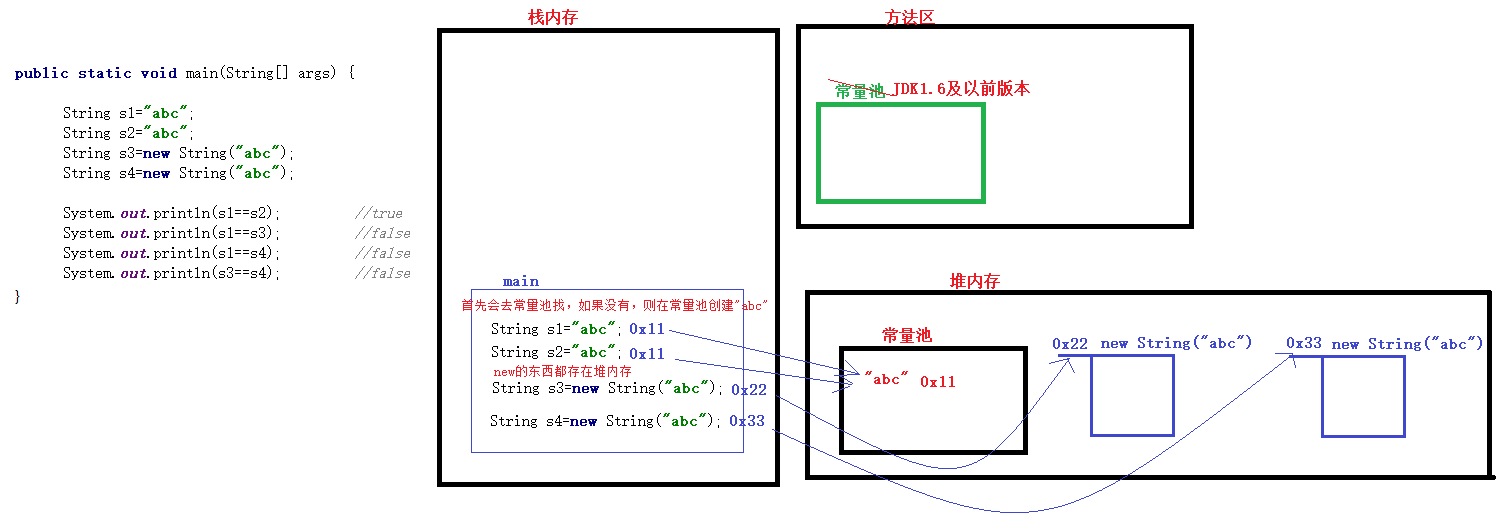 public static void main(String[] args) {
String s1="abc";
String s2="abc";
String s3=new String("abc");
String s4=new String("abc");
System.out.println(s1==s2); //true
System.out.println(s1==s3); //false
System.out.println(s1==s4); //false
System.out.println(s3==s4); //false
}
栈内存
main
首先会去常量池找，如果没有，则在常量池创建"abc"
String s1="abc"; 0x11
String s2="abc"; 0x11
new的东西都存在堆内存
String s3=new String("abc"); 0x22
String s4=new String("abc"); 0x33
方法区
常量池 JDK1.6及以前版本
堆内存
常量池
"abc" 0x11
0x22 new String("abc")
0x33 new String("abc")